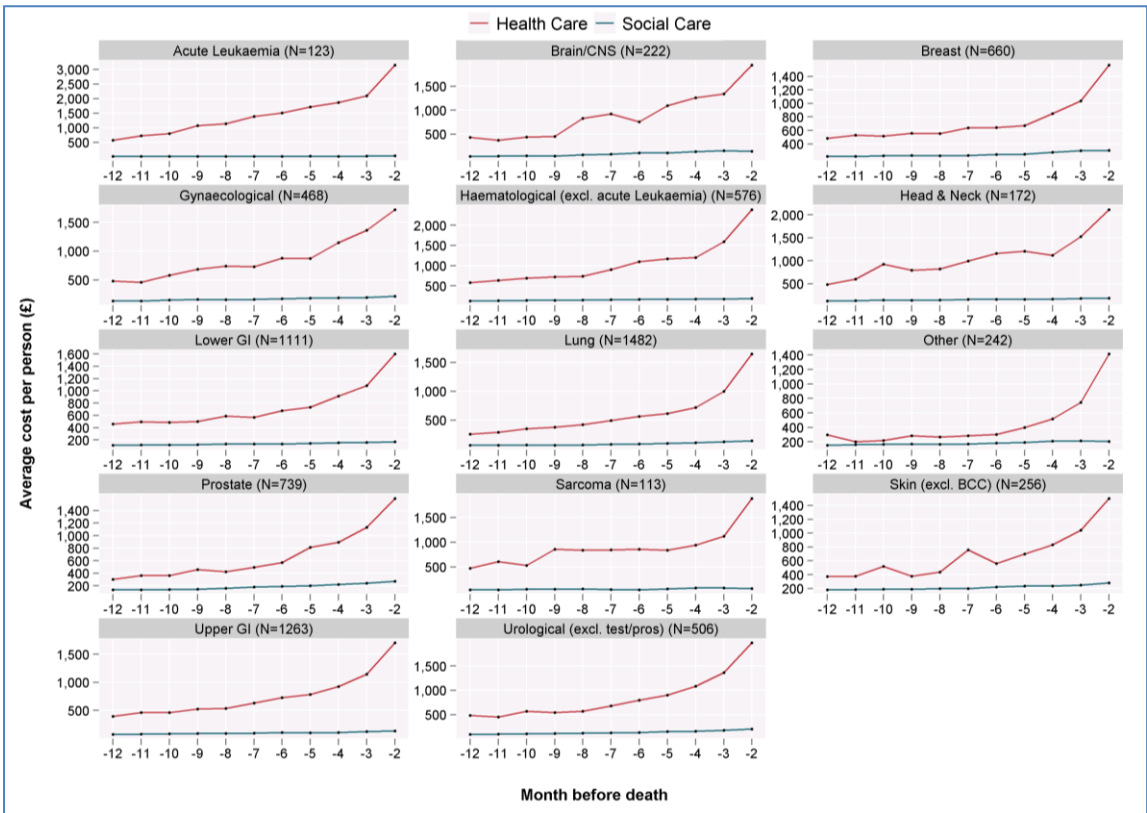 Health Care Social Care
Acute Leukaemia (N=123)
3,000
2,500
2,000
1,500
1,000
500
-12 -11 -10 -9 -8 -7 -6 -5 -4 -3 -2
Brain/CNS (N=222)
1,500
1,000
500
-12 -11 -10 -9 -8 -7 -6 -5 -4 -3 -2
Breast (N=660)
1,400
1,200
1,000
800
600
400
-12 -11 -10 -9 -8 -7 -6 -5 -4 -3 -2
Gynaecological (N=468)
1,500
1,000
500
-12 -11 -10 -9 -8 -7 -6 -5 -4 -3 -2
Haematological (excl. acute Leukaemia) (N=576)
2,000
1,500
1,000
500
-12 -11 -10 -9 -8 -7 -6 -5 -4 -3 -2
Head & Neck (N=172)
2,000
1,500
1,000
500
-12 -11 -10 -9 -8 -7 -6 -5 -4 -3 -2
Lower GI (N=1111)
1,600
1,400
1,200
1,000
800
600
400
200
-12 -11 -10 -9 -8 -7 -6 -5 -4 -3 -2
Lung (N=1482)
1,500
1,000
500
-12 -11 -10 -9 -8 -7 -6 -5 -4 -3 -2
Other (N=242)
1,400
1,200
1,000
800
600
400
200
-12 -11 -10 -9 -8 -7 -6 -5 -4 -3 -2
Prostate (N=739)
1,400
1,200
1,000
800
600
400
200
-12 -11 -10 -9 -8 -7 -6 -5 -4 -3 -2
Sarcoma (N=113)
1,500
1,000
500
-12 -11 -10 -9 -8 -7 -6 -5 -4 -3 -2
Skin (excl. BCC) (N=256)
1,400
1,200
1,000
800
600
400
200
-12 -11 -10 -9 -8 -7 -6 -5 -4 -3 -2
Upper GI (N=1263)
1,500
1,000
500
-12 -11 -10 -9 -8 -7 -6 -5 -4 -3 -2
Urological (excl. test/pros) (N=506)
1,500
1,000
500
-12 -11 -10 -9 -8 -7 -6 -5 -4 -3 -2
Average cost per person (£)
Month before death